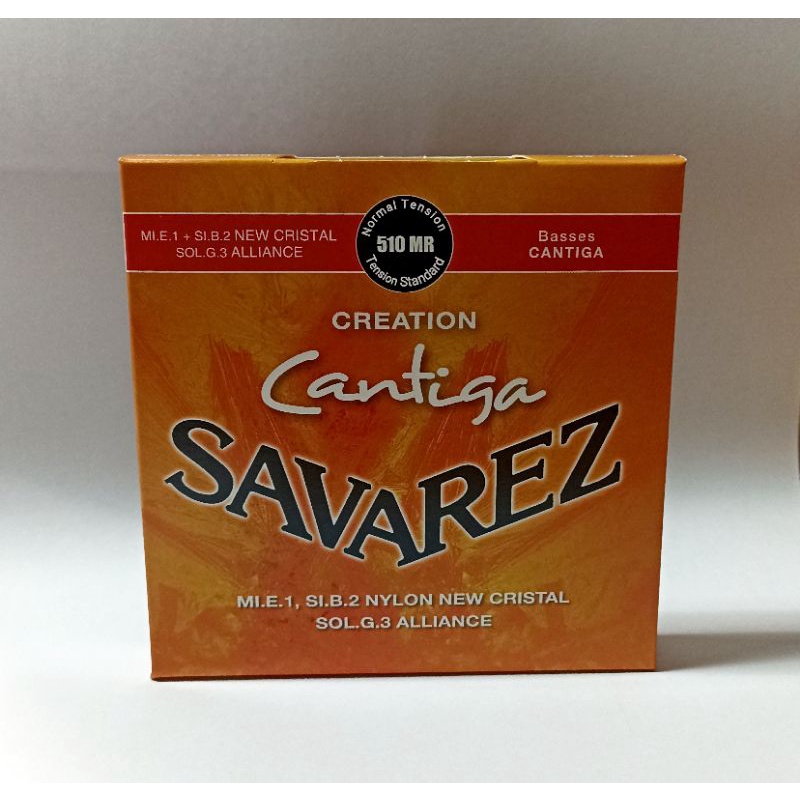 MI.E.1 + SI.B.2 NEW CRISTAL
SOL.G.3 ALLIANCE
Normal Tension
510 MR
Tension Standard
Basses
CANTIGA
CREATION
Cantiga
SAVAREZ
MI.E.1, SI.B.2 NYLON NEW CRISTAL
SOL.G.3 ALLIANCE